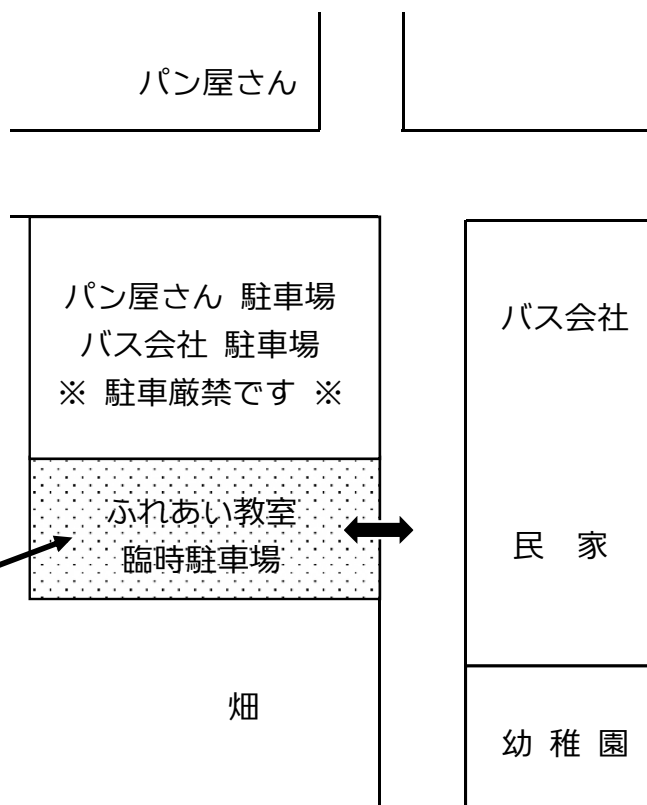 パン屋さん
パン屋さん 駐車場
バス会社 駐車場
※ 駐車厳禁です ※
バス会社
ふれあい教室
臨時駐車場
民 家
畑
幼 稚 園